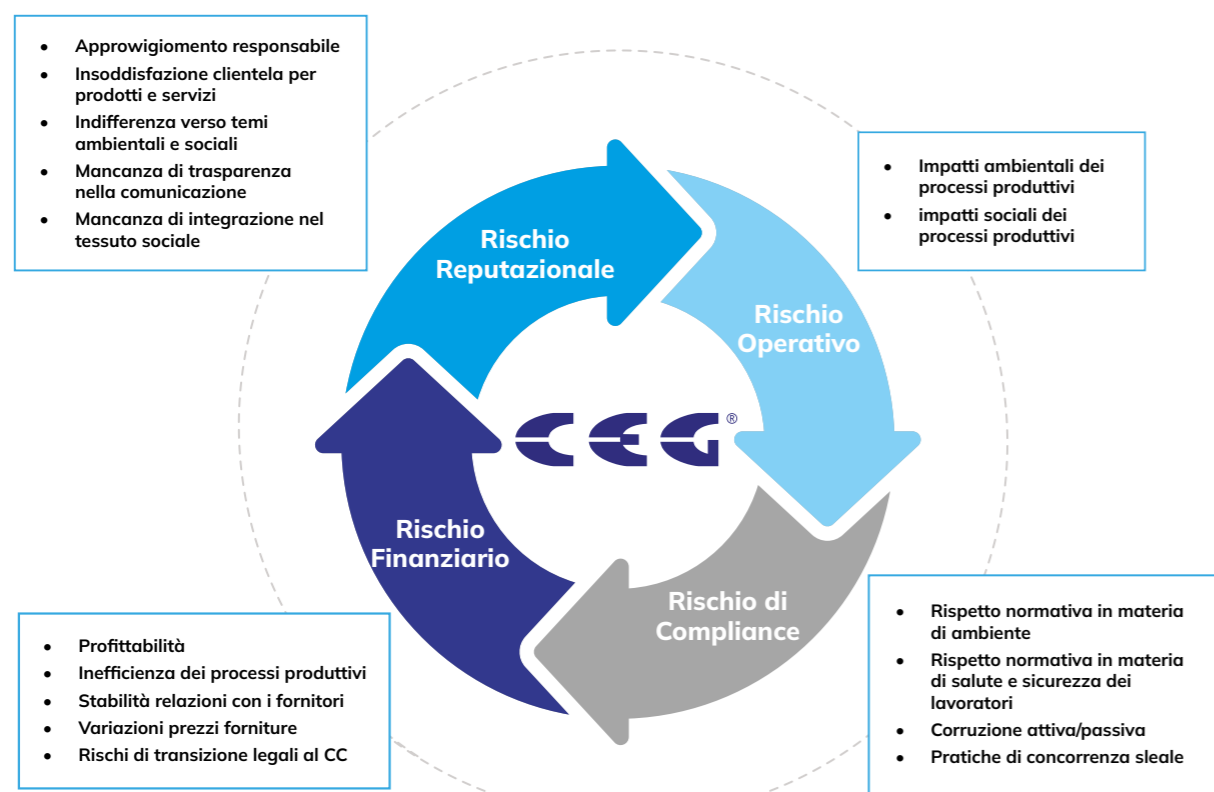 • Approwigiomento responsabile
• Insoddisfazione clientela per
prodotti e servizi
• Indifferenza verso temi
ambientali e sociali
• Mancanza di trasparenza
nella comunicazione
• Mancanza di integrazione nel
tessuto sociale
• Impatti ambientali dei
processi produttivi
• impatti sociali dei
processi produttivi
Rischio
Reputazionale
Rischio
Operativo
CEG®
Rischio
Finanziario
Rischio di
Compliance
• Profittabilità
• Inefficienza dei processi produttivi
• Stabilità relazioni con i fornitori
• Variazioni prezzi forniture
• Rischi di transizione legali al CC
• Rispetto normativa in materia
di ambiente
• Rispetto normativa in materia
di salute e sicurezza dei
lavoratori
• Corruzione attiva/passiva
• Pratiche di concorrenza sleale